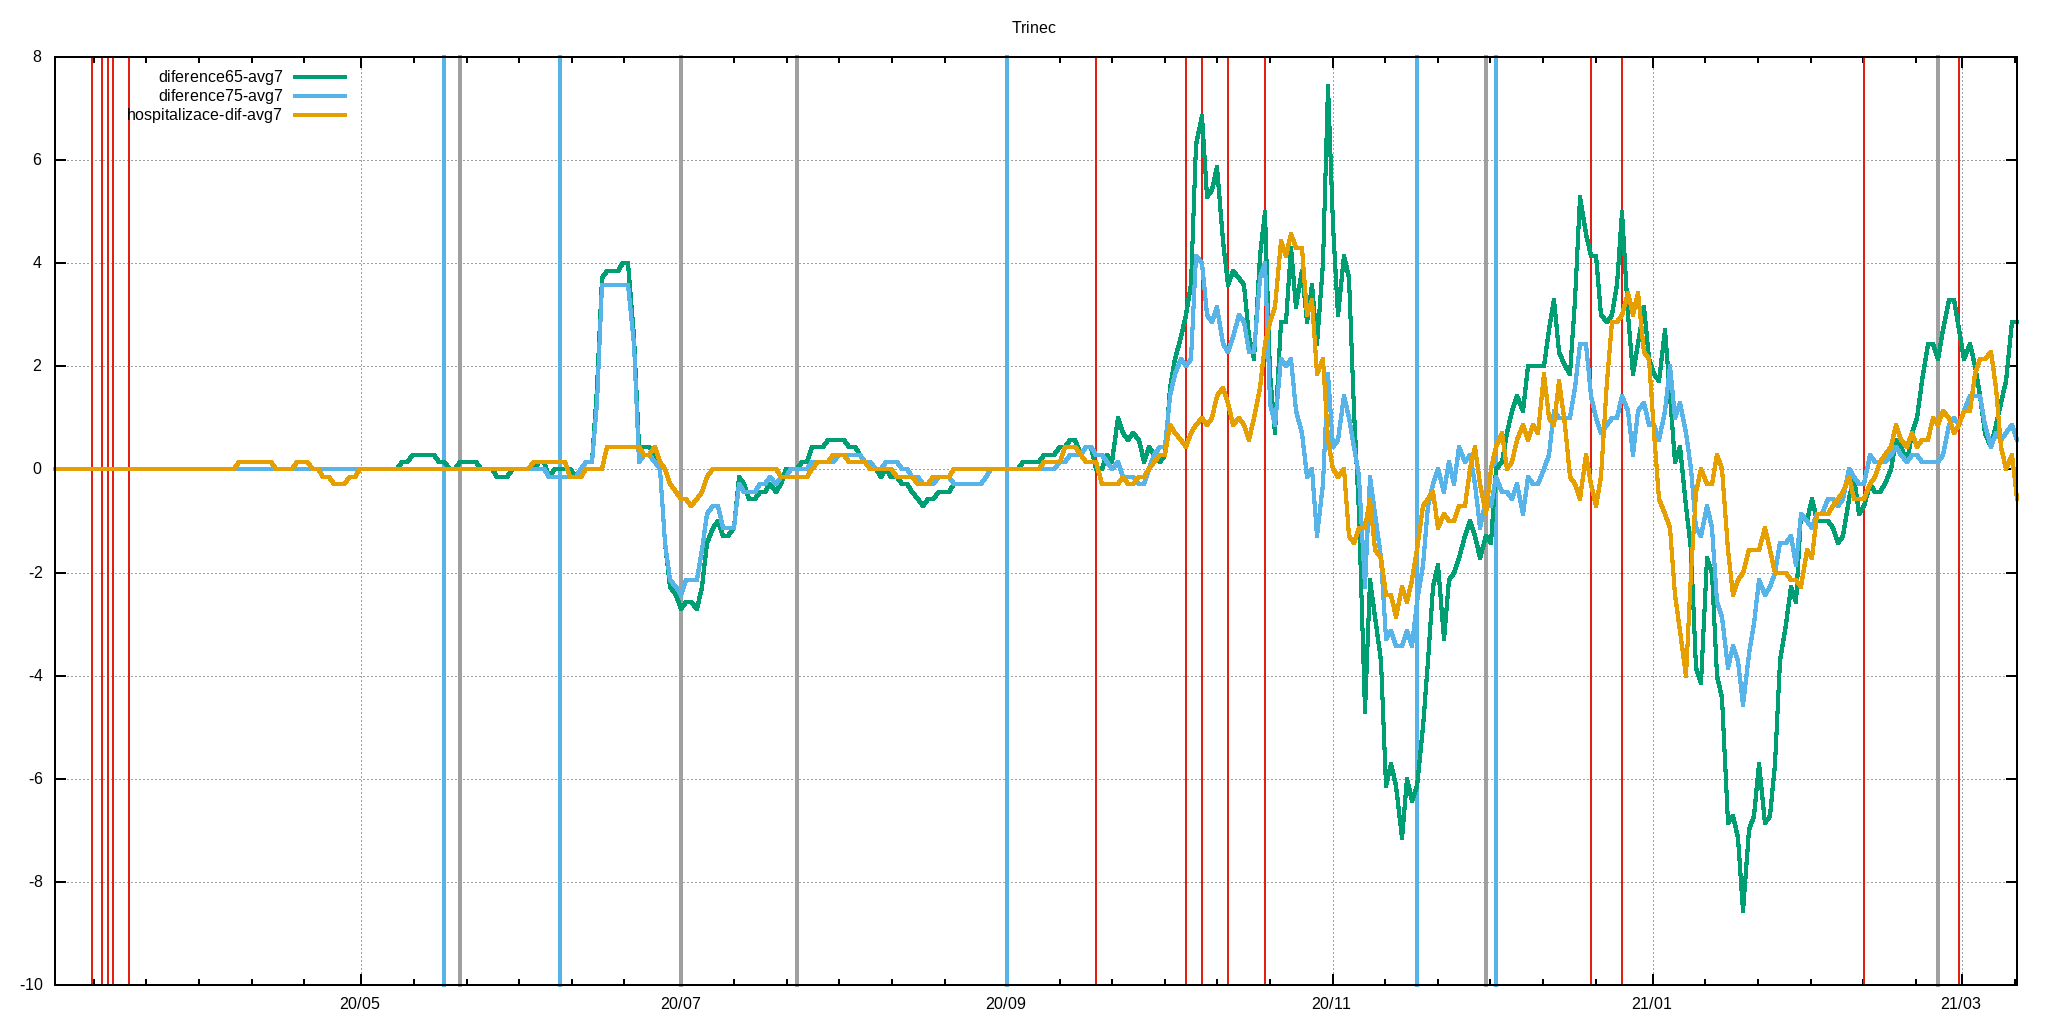 Trinec
8
diference65-avg7
diference75-avg7
hospitalizace-dif-avg7
6
4
2
0
-2
-4
-6
-8
-10
20/05 20/07 20/09 20/11 21/01 21/03